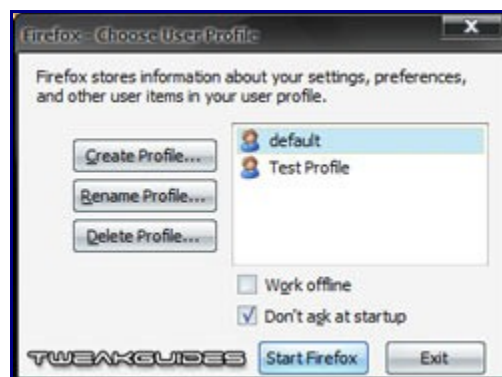 Firefox - Choose User Profile
Firefox stores information about your settings, preferences,
and other user items in your user profile.
Create Profile...
Rename Profile...
Delete Profile...
default
Test Profile
Work offline
Don't ask at startup
TWEAKGUIDES
Start Firefox
Exit